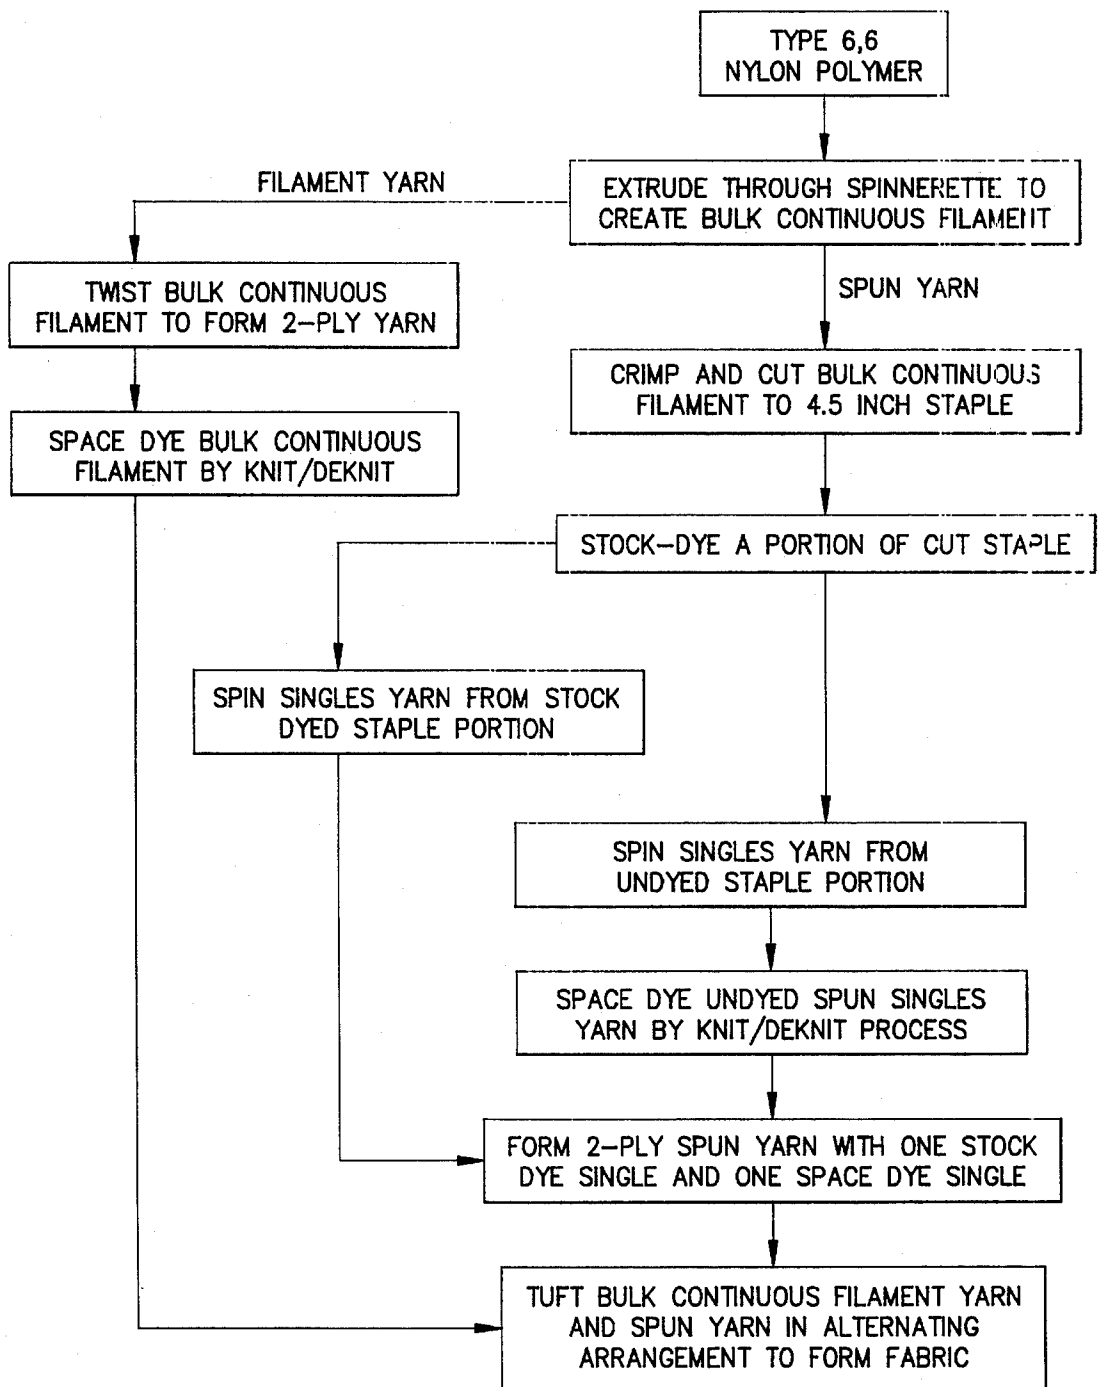 TYPE 6,6
NYLON POLYMER
FILAMENT YARN
EXTRUDE THROUGH SPINNERETTE TO
CREATE BULK CONTINUOUS FILAMENT
SPUN YARN
TWIST BULK CONTINUOUS
FILAMENT TO FORM 2-PLY YARN
CRIMP AND CUT BULK CONTINUOUS
FILAMENT TO 4.5 INCH STAPLE
SPACE DYE BULK CONTINUOUS
FILAMENT BY KNIT/DEKNIT
STOCK-DYE A PORTION OF CUT STAPLE
SPIN SINGLES YARN FROM STOCK
DYED STAPLE PORTION
SPIN SINGLES YARN FROM
UNDYED STAPLE PORTION
SPACE DYE UNDYED SPUN SINGLES
YARN BY KNIT/DEKNIT PROCESS
FORM 2-PLY SPUN YARN WITH ONE STOCK
DYE SINGLE AND ONE SPACE DYE SINGLE
TUFT BULK CONTINUOUS FILAMENT YARN
AND SPUN YARN IN ALTERNATING
ARRANGEMENT TO FORM FABRIC